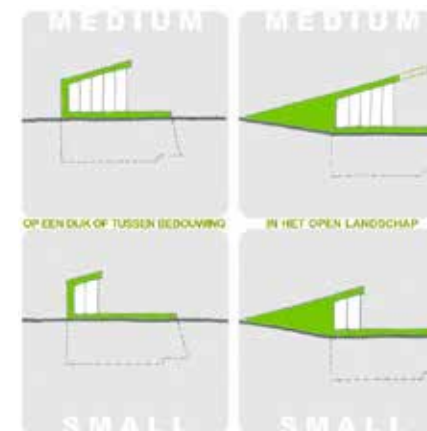 MEDIUM
MEDIUM
OP EEN DIJK OF TUSSEN BEBOUWING
IN HET OPEN LANDSCHAP
SMALL
SMALL